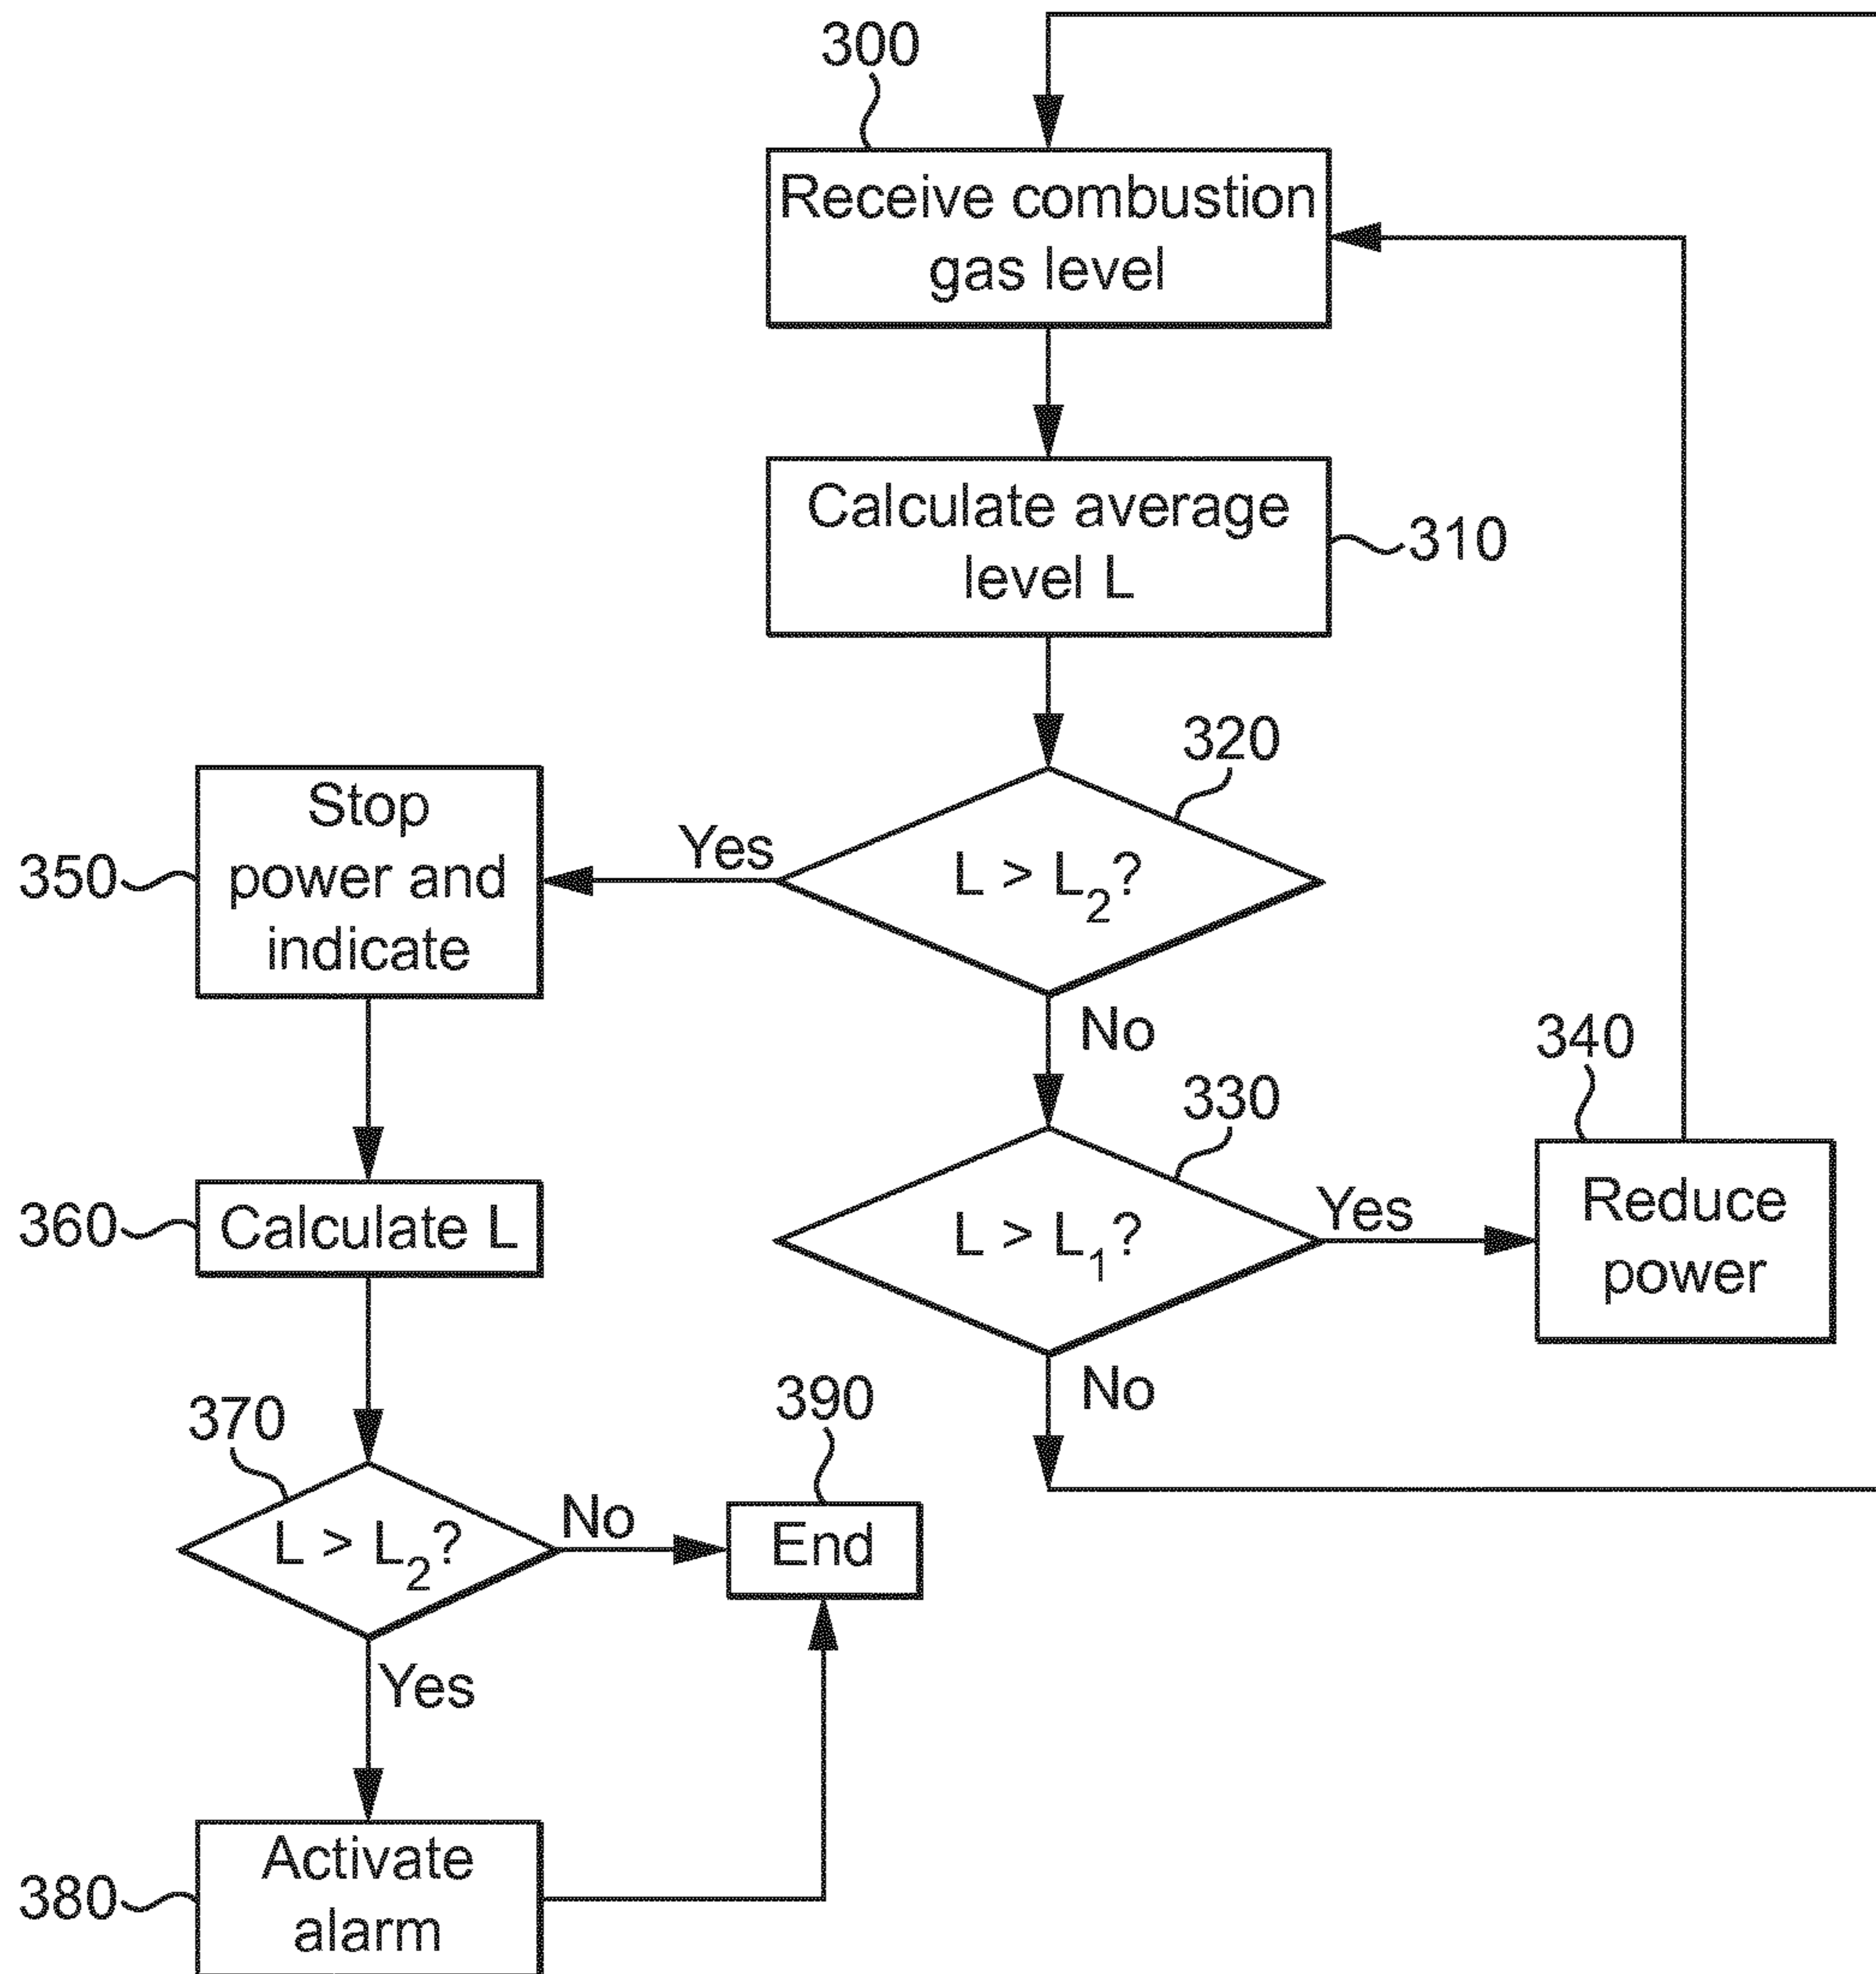 300
Receive combustion
gas level
Calculate average
level L
310
320
L > L₂?
Yes
No
Stop
power and
indicate
350
330
L > L₁?
Yes
No
340
Reduce
power
360
Calculate L
370
L > L₂?
No
Yes
390
End
380
Activate
alarm